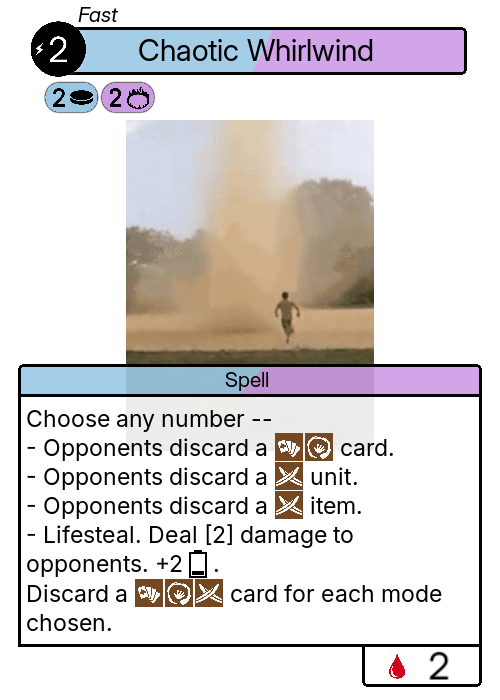 Fast
2 Chaotic Whirlwind
2 2
Spell
Choose any number --
- Opponents discard a card.
- Opponents discard a unit.
- Opponents discard a item.
- Lifesteal. Deal [2] damage to
opponents. +2 .
Discard a card for each mode
chosen.
2